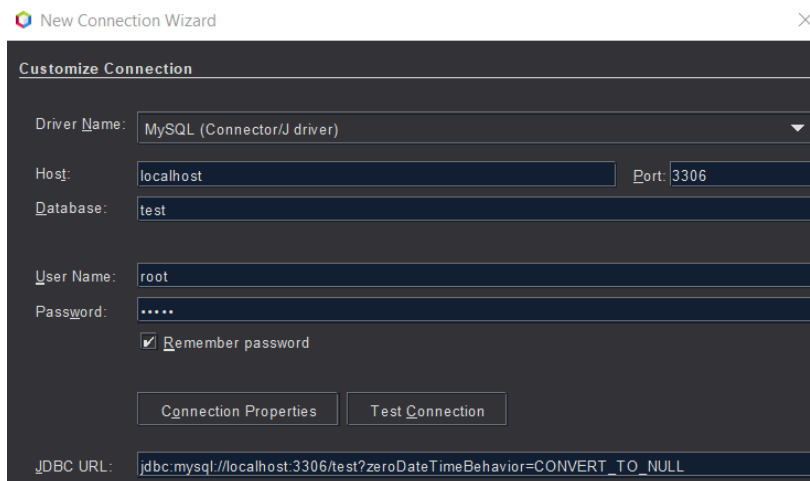 New Connection Wizard
Customize Connection
Driver Name: MySQL (Connector/J driver)
Host: localhost Port: 3306
Database: test
User Name: root
Password: •••••
Remember password
Connection Properties Test Connection
JDBC URL: jdbc:mysql://localhost:3306/test?zeroDateTimeBehavior=CONVERT_TO_NULL